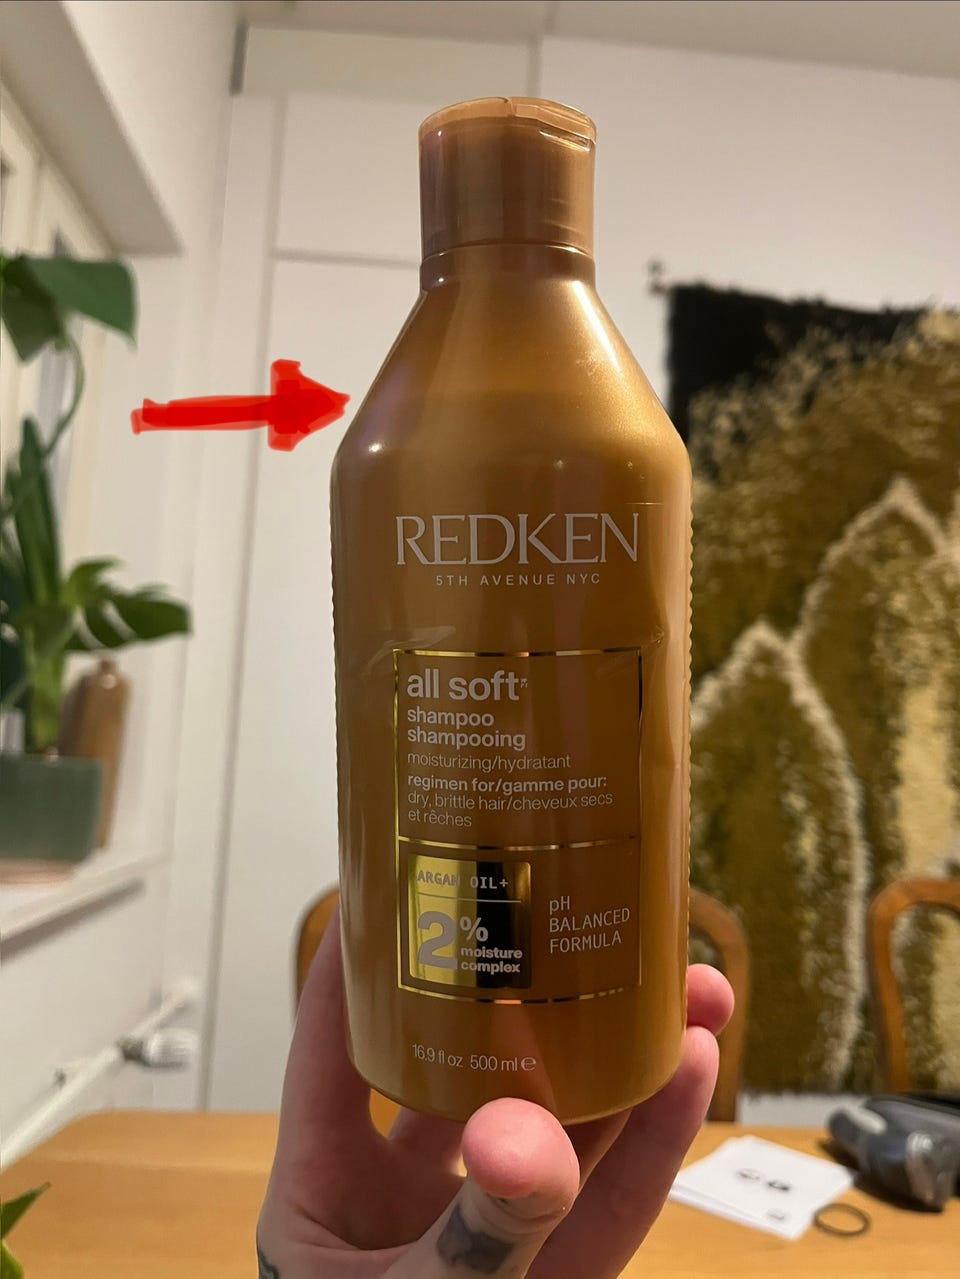 REDKEN
5TH AVENUE NYC
all soft
shampoo
shampooing
moisturizing/hydratant
regimen for/gamme pour:
dry, brittle hair/cheveux secs
et rêches
ARGAN OIL+
2%
moisture
complex
pH
BALANCED
FORMULA
16.9 fl oz 500 ml ℮